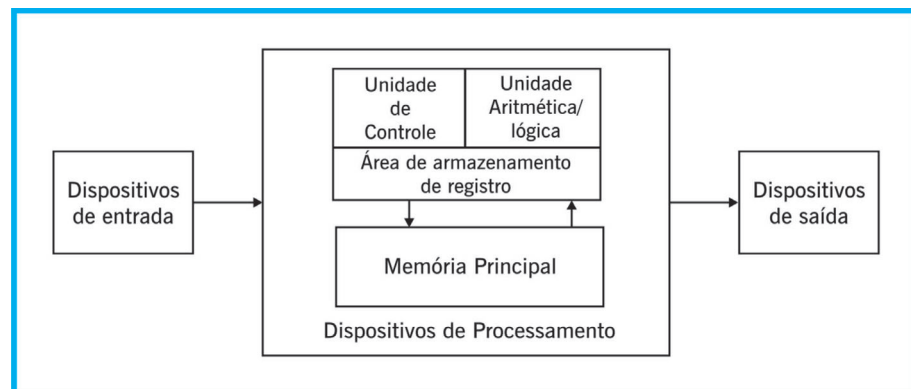 Unidade
de
Controle
Unidade
Aritmética/
lógica
Área de armazenamento
de registro
Dispositivos
de entrada
Dispositivos
de saída
Memória Principal
Dispositivos de Processamento